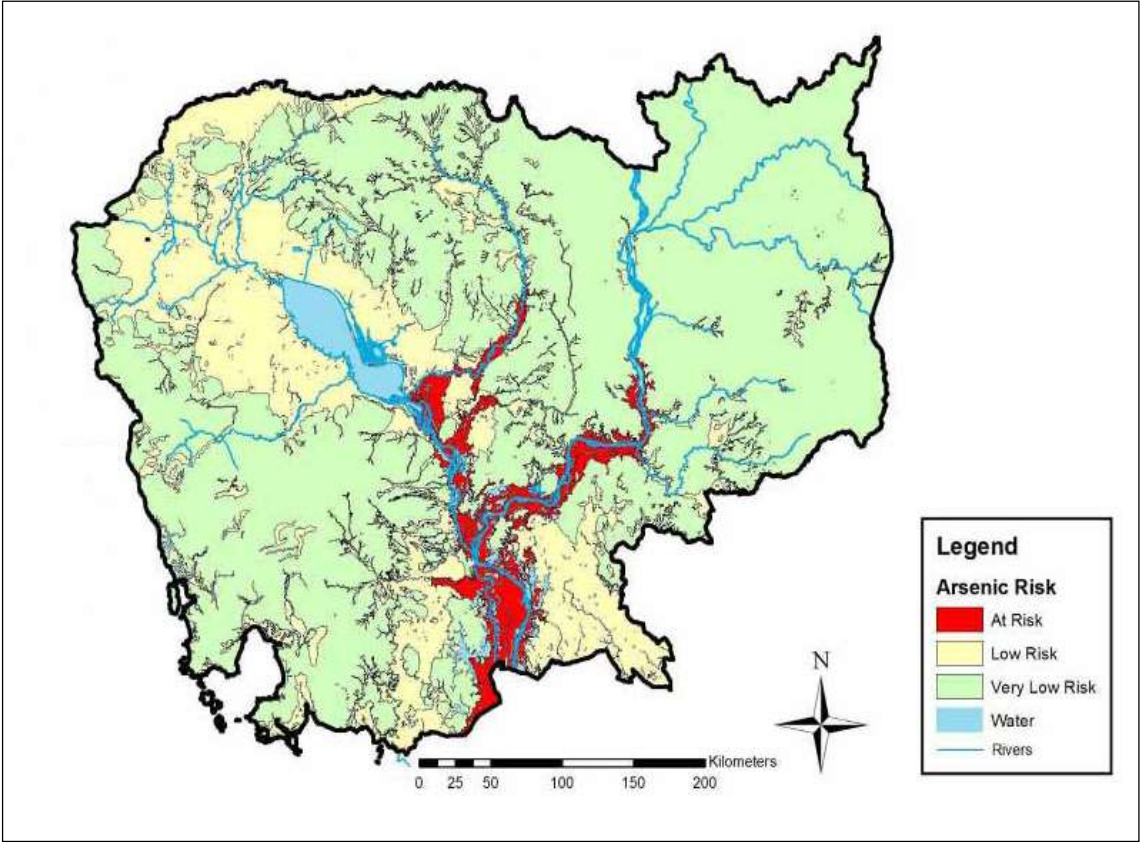 Legend
Arsenic Risk
At Risk
Low Risk
Very Low Risk
Water
Rivers
N
Kilometers
0 25 50 100 150 200